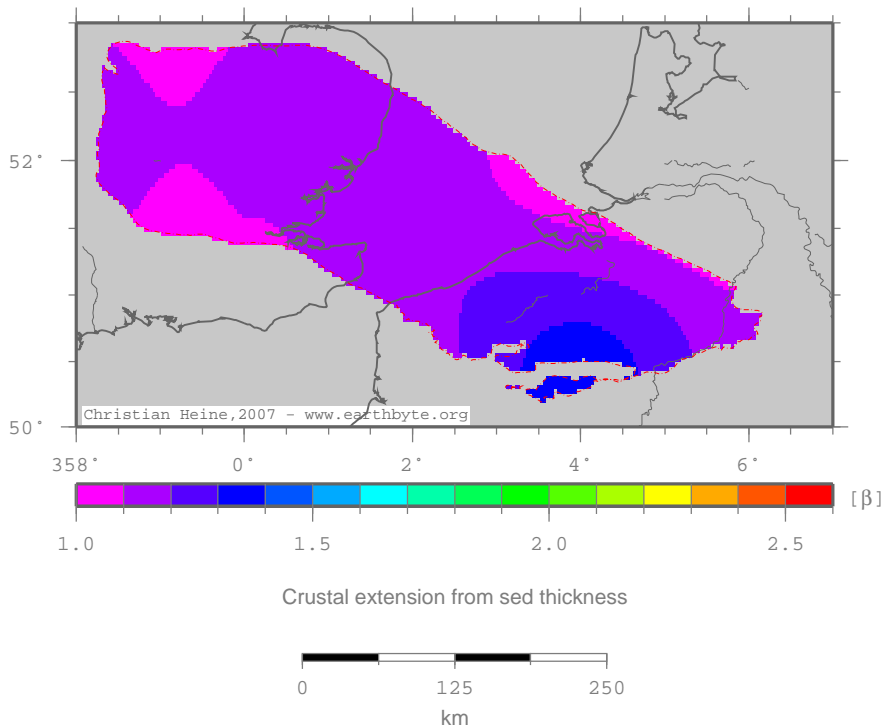 52°
50°
Christian Heine,2007 - www.earthbyte.org
358° 0° 2° 4° 6°
[β]
1.0 1.5 2.0 2.5
Crustal extension from sed thickness
0 125 250
km